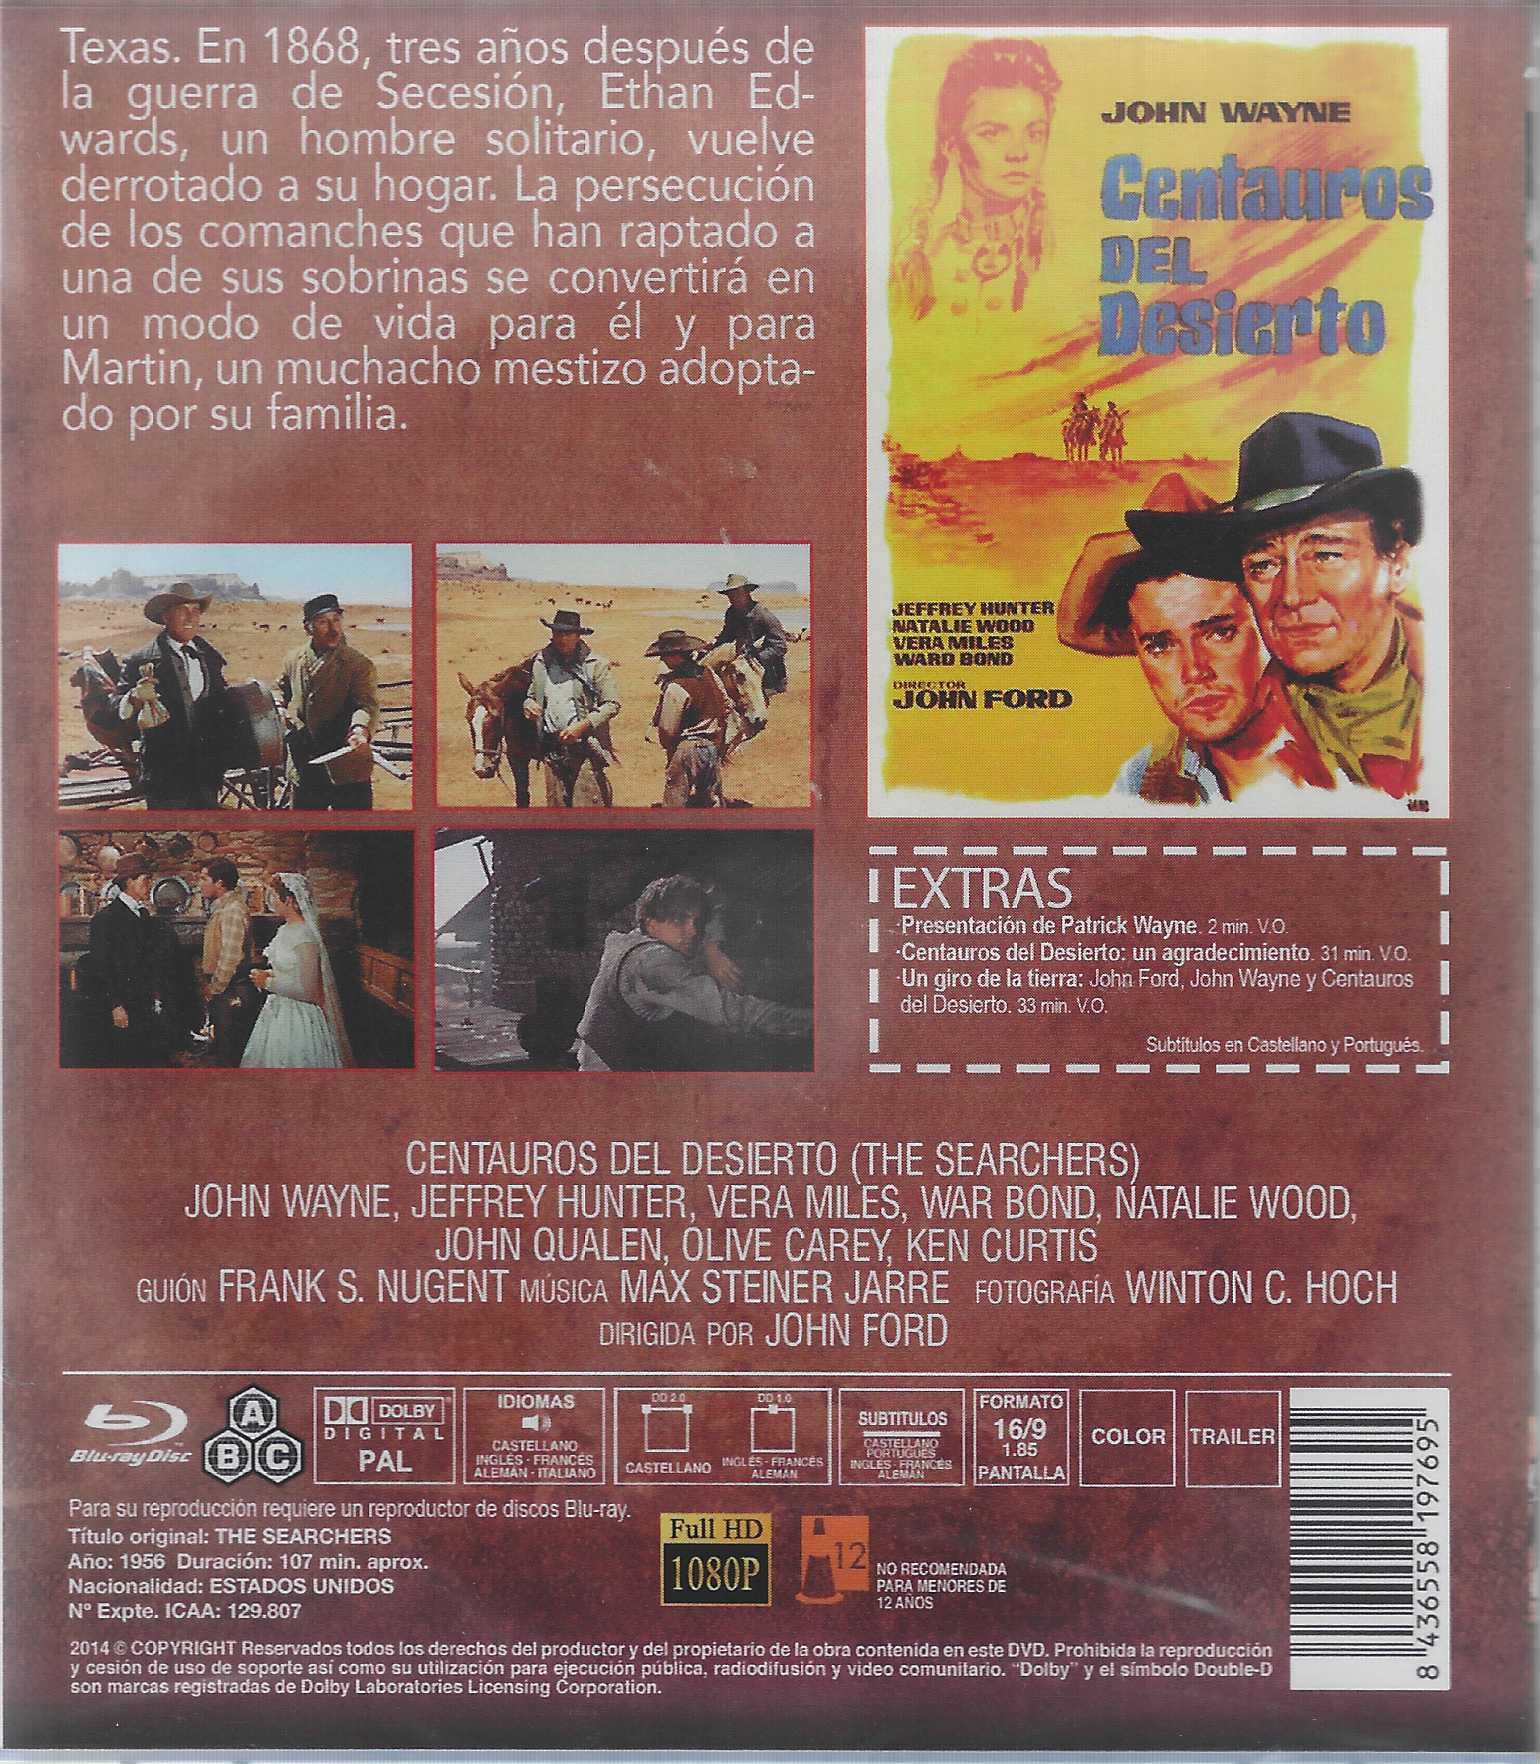 Texas. En 1868, tres años después de
la guerra de Secesión, Ethan Ed-
wards, un hombre solitario, vuelve
derrotado a su hogar. La persecución
de los comanches que han raptado a
una de sus sobrinas se convertirá en
un modo de vida para él y para
Martin, un muchacho mestizo adopta-
do por su familia.
JOHN WAYNE
Centauros
DEL
Desierto
JEFFREY HUNTER
NATALIE WOOD
VERA MILES
WARD BOND
DIRECTOR
JOHN FORD
EXTRAS
·Presentación de Patrick Wayne. 2 min. V.O.
·Centauros del Desierto: un agradecimiento. 31 min. V.O.
·Un giro de la tierra: John Ford, John Wayne y Centauros
del Desierto. 33 min. V.O.
Subtítulos en Castellano y Portugués.
CENTAUROS DEL DESIERTO (THE SEARCHERS)
JOHN WAYNE, JEFFREY HUNTER, VERA MILES, WAR BOND, NATALIE WOOD,
JOHN QUALEN, OLIVE CAREY, KEN CURTIS
GUIÓN FRANK S. NUGENT MÚSICA MAX STEINER JARRE FOTOGRAFÍA WINTON C. HOCH
DIRIGIDA POR JOHN FORD
Blu-ray Disc™
A
B C
DOLBY
DIGITAL
PAL
IDIOMAS
CASTELLANO
INGLÉS - FRANCÉS
ALEMÁN - ITALIANO
DD 2.0
CASTELLANO
DD 1.0
INGLÉS - FRANCÉS
ALEMÁN
SUBTITULOS
CASTELLANO
PORTUGUÉS
INGLÉS - FRANCÉS
ALEMÁN
FORMATO
16/9
1.85
PANTALLA
COLOR
TRAILER
Para su reproducción requiere un reproductor de discos Blu-ray.
Título original: THE SEARCHERS
Año: 1956 Duración: 107 min. aprox.
Nacionalidad: ESTADOS UNIDOS
Nº Expte. ICAA: 129.807
Full HD
1080P
12
NO RECOMENDADA
PARA MENORES DE
12 AÑOS
8 436558 197695
2014 © COPYRIGHT Reservados todos los derechos del productor y del propietario de la obra contenida en este DVD. Prohibida la reproducción
y cesión de uso de soporte así como su utilización para ejecución pública, radiodifusión y video comunitario. "Dolby" y el símbolo Double-D
son marcas registradas de Dolby Laboratories Licensing Corporation.